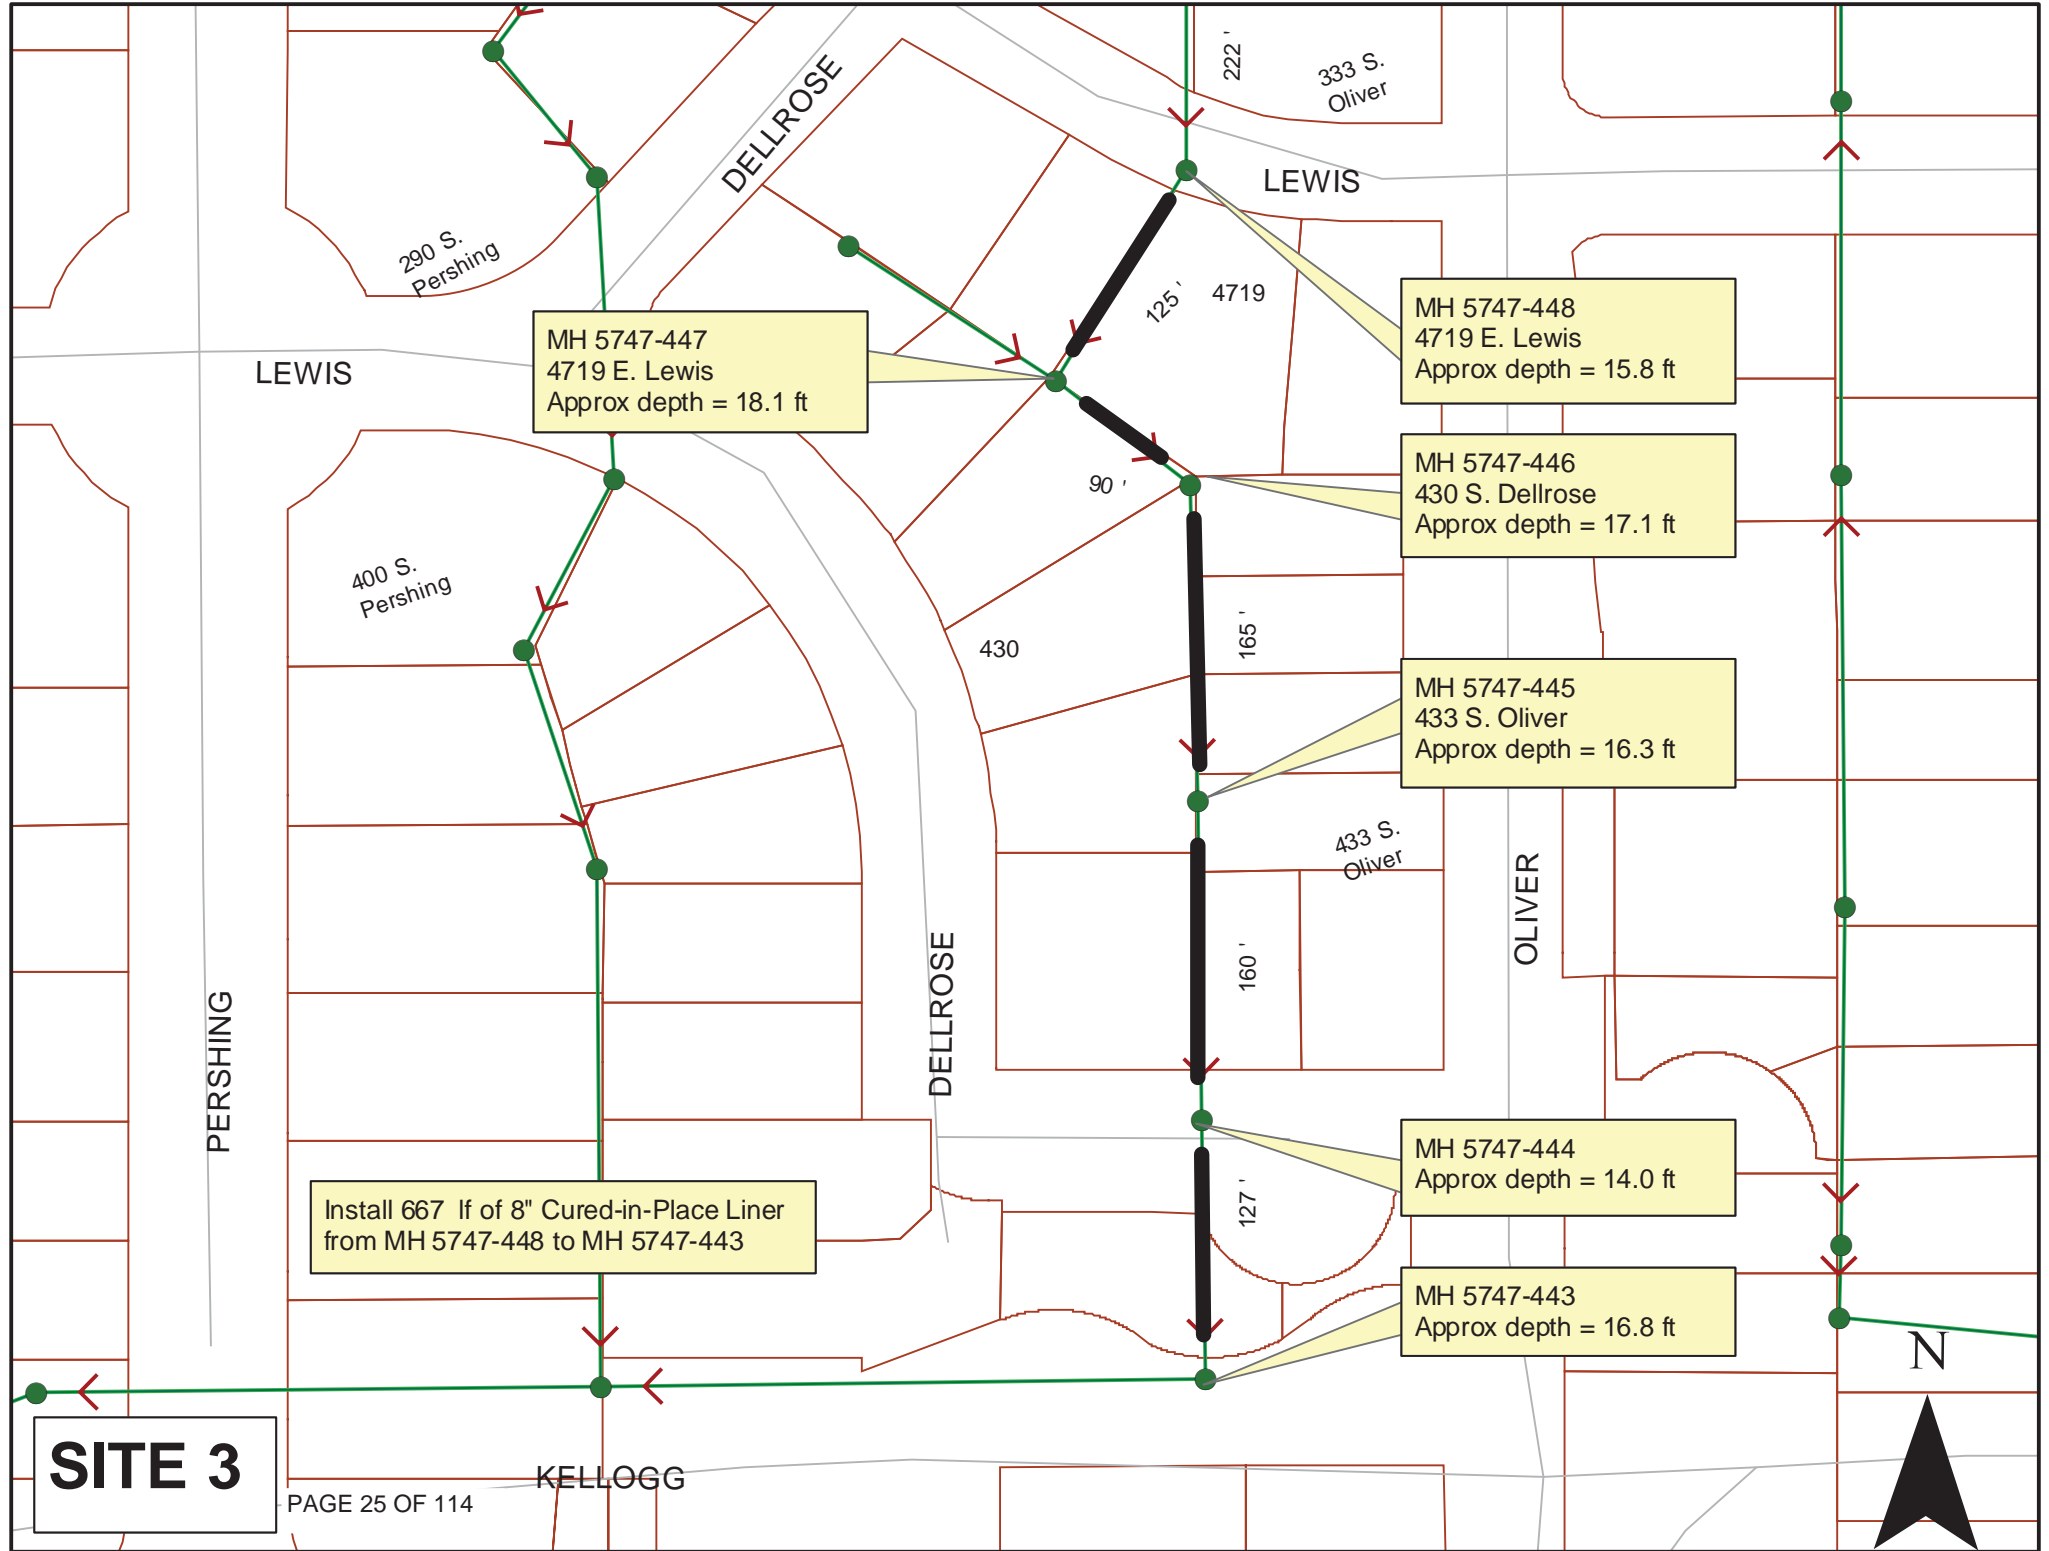 222 '
333 S.
Oliver
DELLROSE
LEWIS
290 S.
Pershing
125 '
4719
MH 5747-448
4719 E. Lewis
Approx depth = 15.8 ft
MH 5747-447
4719 E. Lewis
Approx depth = 18.1 ft
LEWIS
MH 5747-446
430 S. Dellrose
Approx depth = 17.1 ft
90 '
400 S.
Pershing
165 '
430
MH 5747-445
433 S. Oliver
Approx depth = 16.3 ft
433 S.
Oliver
OLIVER
160 '
DELLROSE
PERSHING
MH 5747-444
Approx depth = 14.0 ft
127 '
Install 667 lf of 8" Cured-in-Place Liner
from MH 5747-448 to MH 5747-443
MH 5747-443
Approx depth = 16.8 ft
N
SITE 3
KELLOGG
PAGE 25 OF 114